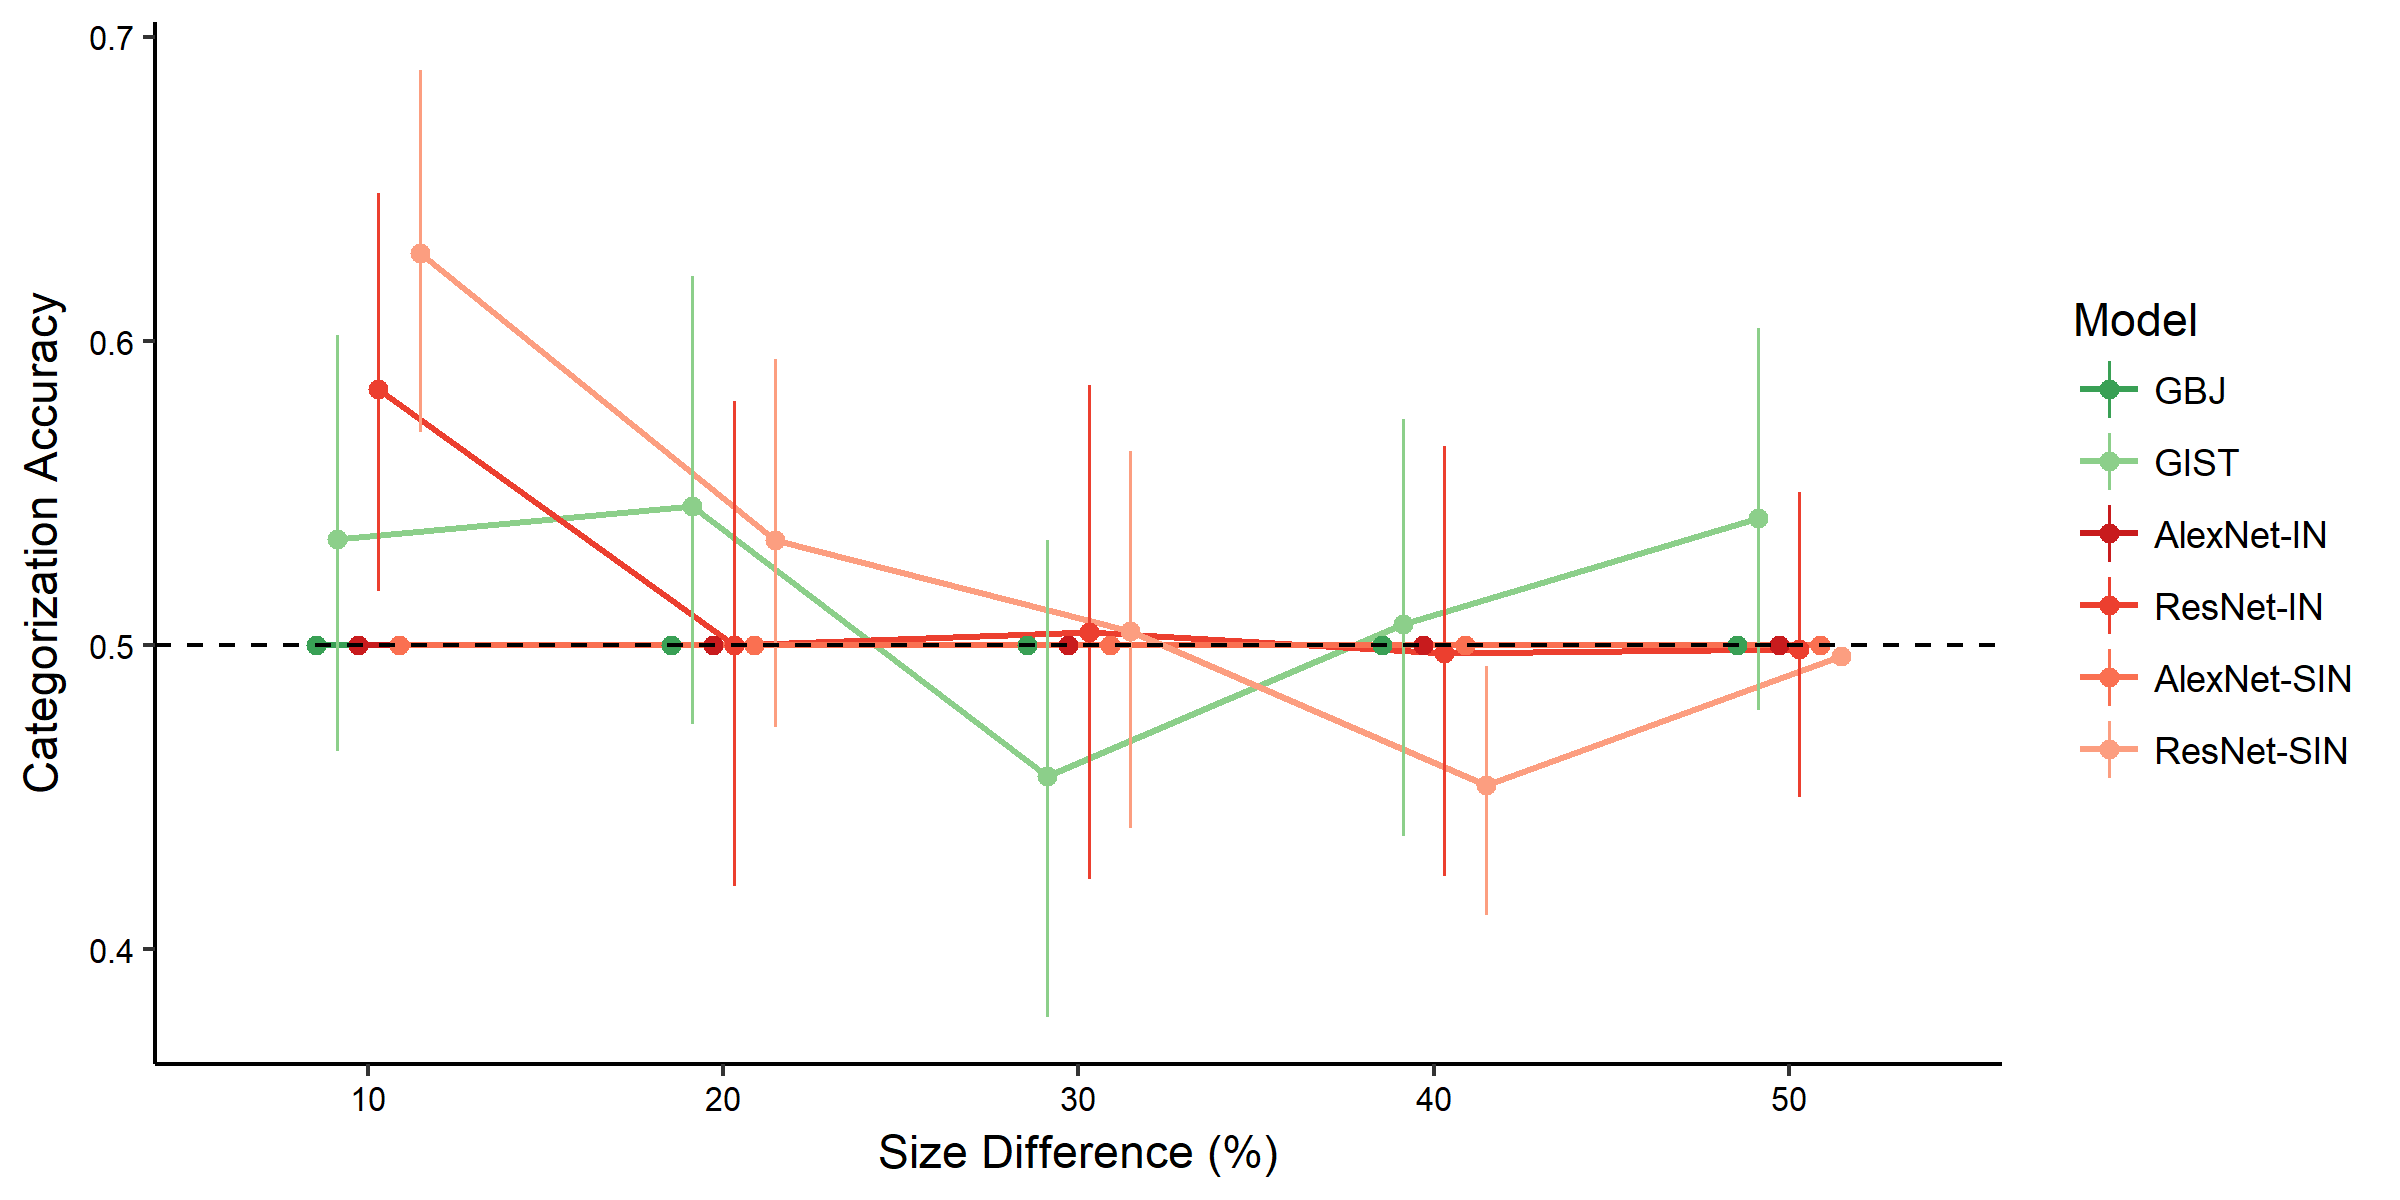 0.7
0.6
0.5
0.4
Categorization Accuracy
10 20 30 40 50
Size Difference (%)
Model
GBJ
GIST
AlexNet-IN
ResNet-IN
AlexNet-SIN
ResNet-SIN